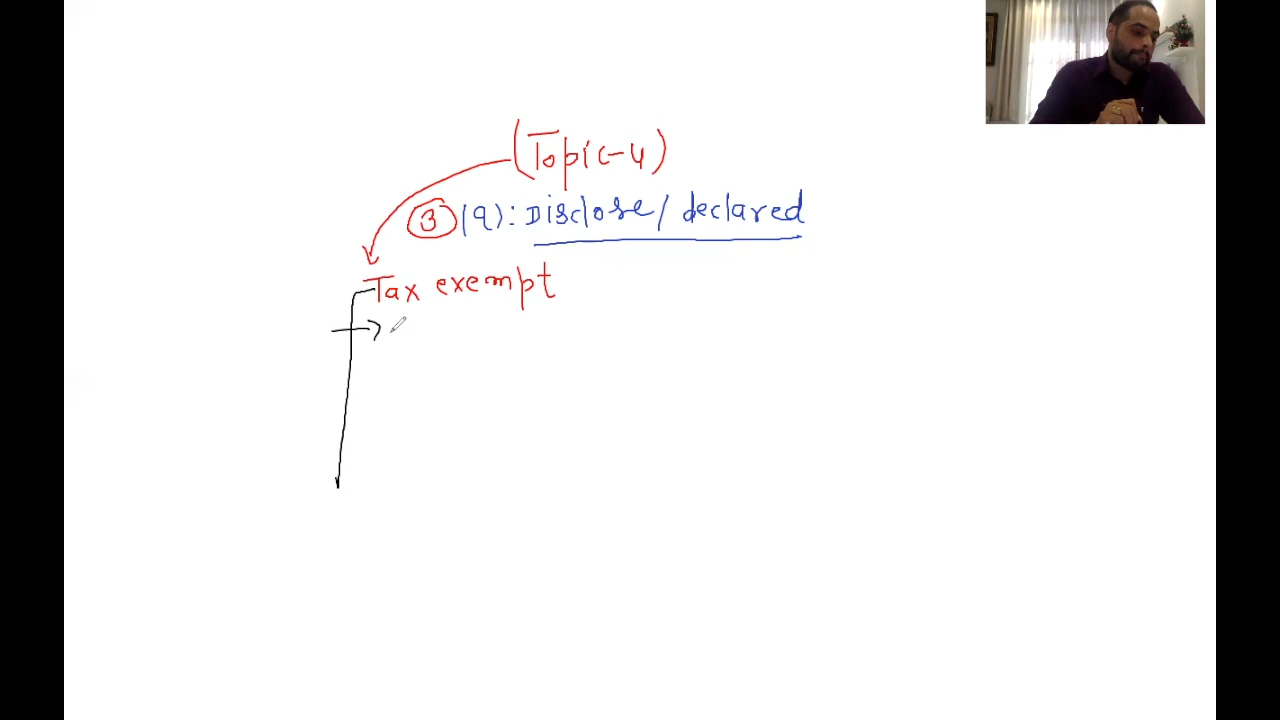 (Topic-4)
3 (9): Disclose/declared
Tax exempt